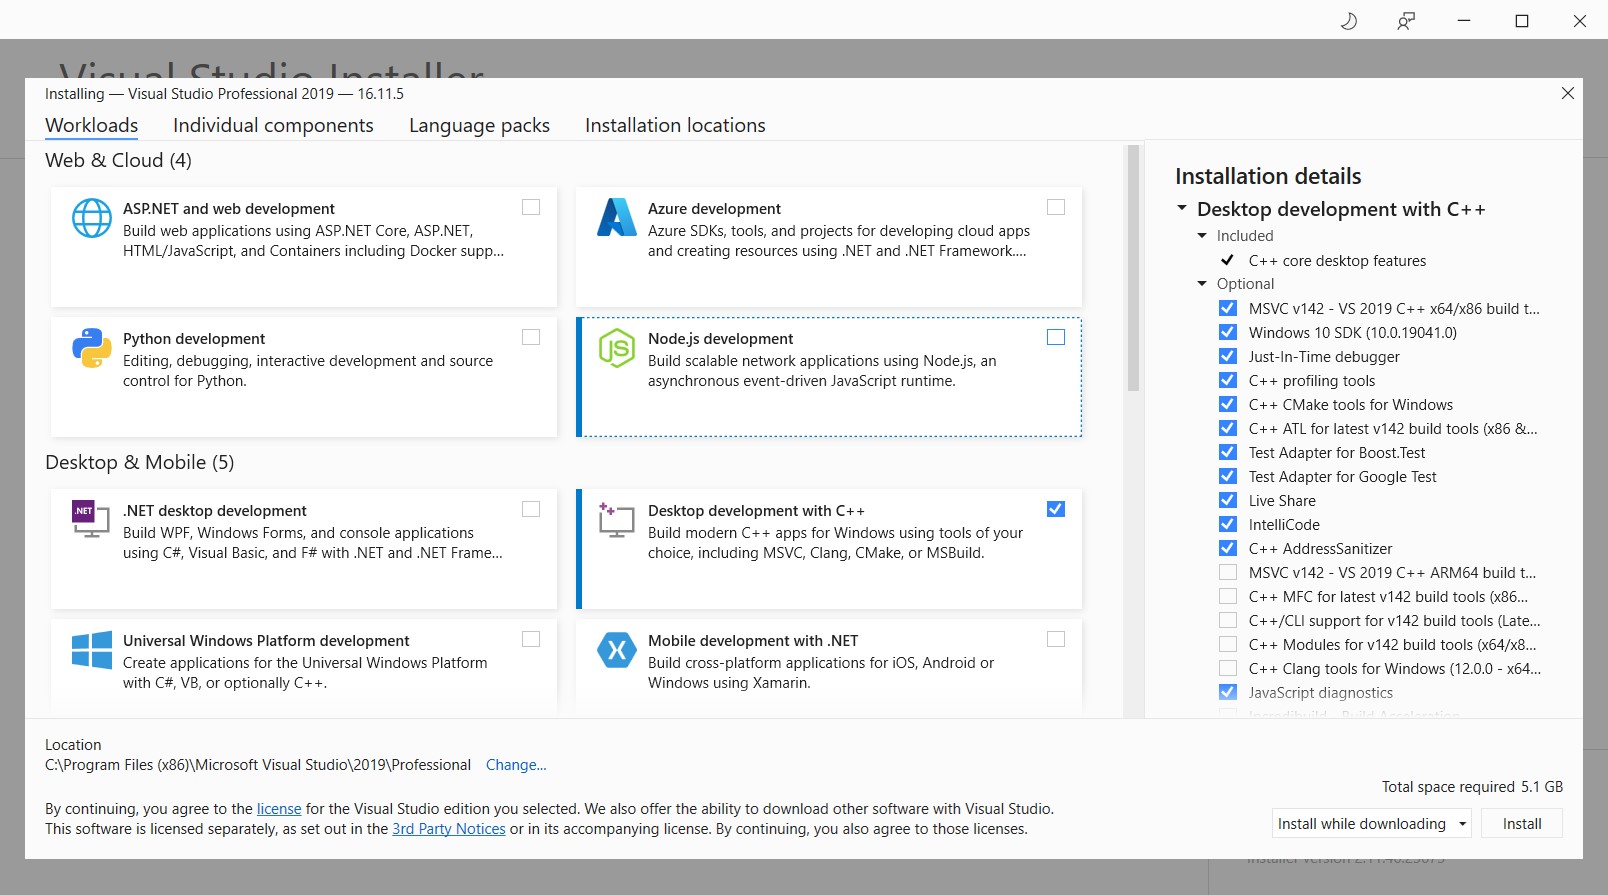 Visual Studio Installer
Installing — Visual Studio Professional 2019 — 16.11.5
Workloads Individual components Language packs Installation locations
Web & Cloud (4)
ASP.NET and web development
Build web applications using ASP.NET Core, ASP.NET,
HTML/JavaScript, and Containers including Docker supp...
Azure development
Azure SDKs, tools, and projects for developing cloud apps
and creating resources using .NET and .NET Framework....
Python development
Editing, debugging, interactive development and source
control for Python.
JS
Node.js development
Build scalable network applications using Node.js, an
asynchronous event-driven JavaScript runtime.
Desktop & Mobile (5)
.NET
.NET desktop development
Build WPF, Windows Forms, and console applications
using C#, Visual Basic, and F# with .NET and .NET Frame...
Desktop development with C++
Build modern C++ apps for Windows using tools of your
choice, including MSVC, Clang, CMake, or MSBuild.
Universal Windows Platform development
Create applications for the Universal Windows Platform
with C#, VB, or optionally C++.
Mobile development with .NET
Build cross-platform applications for iOS, Android or
Windows using Xamarin.
Installation details
Desktop development with C++
Included
C++ core desktop features
Optional
MSVC v142 - VS 2019 C++ x64/x86 build t...
Windows 10 SDK (10.0.19041.0)
Just-In-Time debugger
C++ profiling tools
C++ CMake tools for Windows
C++ ATL for latest v142 build tools (x86 &...
Test Adapter for Boost.Test
Test Adapter for Google Test
Live Share
IntelliCode
C++ AddressSanitizer
MSVC v142 - VS 2019 C++ ARM64 build t...
C++ MFC for latest v142 build tools (x86...
C++/CLI support for v142 build tools (Late...
C++ Modules for v142 build tools (x64/x8...
C++ Clang tools for Windows (12.0.0 - x64...
JavaScript diagnostics
Incredibuild - Build Acceleration
Location
C:\Program Files (x86)\Microsoft Visual Studio\2019\Professional Change...
Total space required 5.1 GB
By continuing, you agree to the license for the Visual Studio edition you selected. We also offer the ability to download other software with Visual Studio.
This software is licensed separately, as set out in the 3rd Party Notices or in its accompanying license. By continuing, you also agree to those licenses.
Install while downloading Install
Installer version